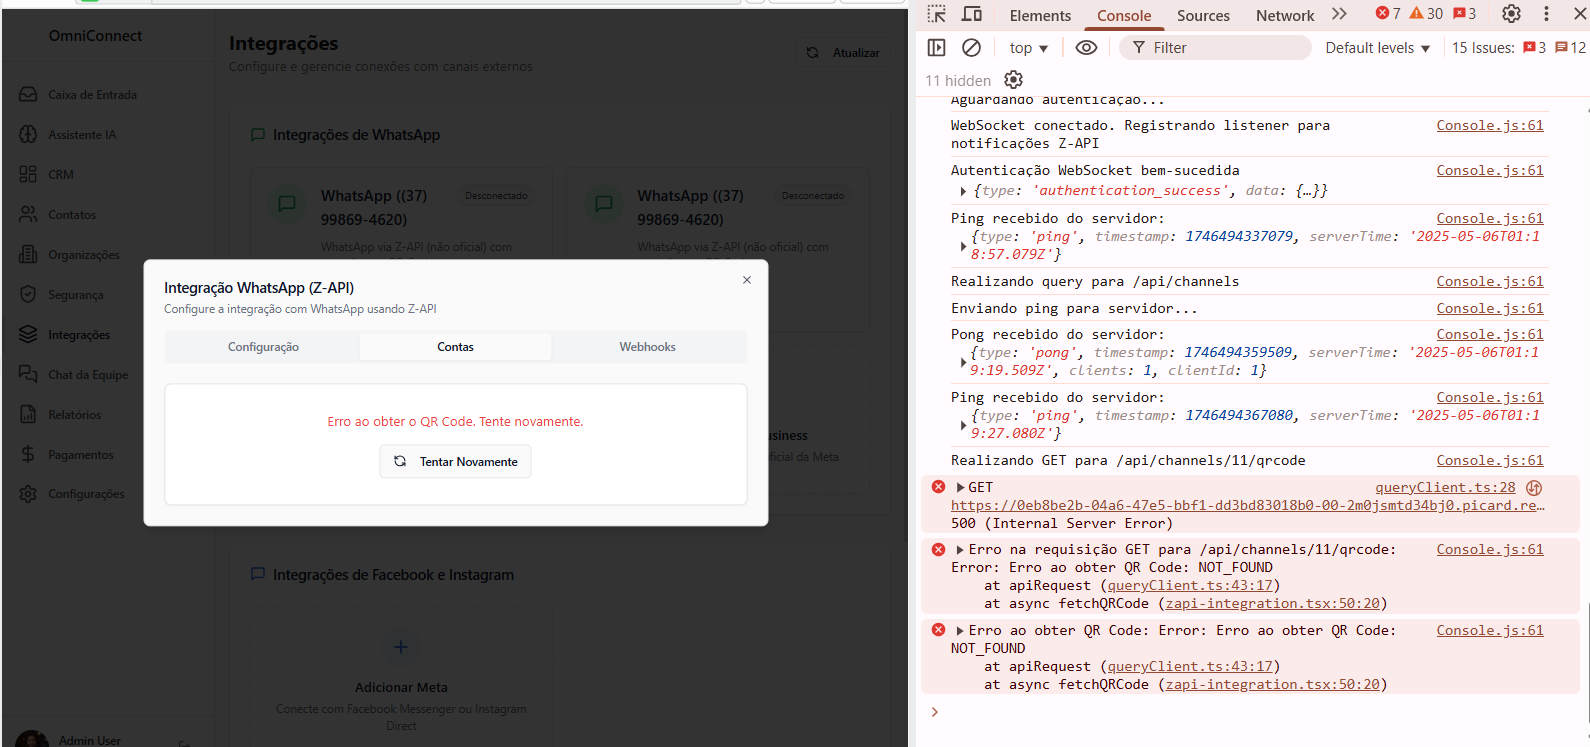 OmniConnect
Caixa de Entrada
Assistente IA
CRM
Contatos
Organizações
Segurança
Integrações
Chat da Equipe
Relatórios
Pagamentos
Configurações
Admin User
Integrações
Configure e gerencie conexões com canais externos
Atualizar
Integrações de WhatsApp
WhatsApp ((37)
99869-4620)
Desconectado
WhatsApp via Z-API (não oficial) com
WhatsApp ((37)
99869-4620)
Desconectado
WhatsApp via Z-API (não oficial) com
Integração WhatsApp (Z-API)
Configure a integração com WhatsApp usando Z-API
Configuração
Contas
Webhooks
Erro ao obter o QR Code. Tente novamente.
Tentar Novamente
usiness
ficial da Meta
Integrações de Facebook e Instagram
Adicionar Meta
Conecte com Facebook Messenger ou Instagram
Direct
Elements Console Sources Network 7 30 3
top Filter Default levels 15 Issues: 3 12
11 hidden
Aguardando autenticação...
WebSocket conectado. Registrando listener para Console.js:61
notificações Z-API
Autenticação WebSocket bem-sucedida Console.js:61
{type: 'authentication_success', data: {…}}
Ping recebido do servidor: Console.js:61
{type: 'ping', timestamp: 1746494337079, serverTime: '2025-05-06T01:1
8:57.079Z'}
Realizando query para /api/channels Console.js:61
Enviando ping para servidor... Console.js:61
Pong recebido do servidor: Console.js:61
{type: 'pong', timestamp: 1746494359509, serverTime: '2025-05-06T01:1
9:19.509Z', clients: 1, clientId: 1}
Ping recebido do servidor: Console.js:61
{type: 'ping', timestamp: 1746494367080, serverTime: '2025-05-06T01:1
9:27.080Z'}
Realizando GET para /api/channels/11/qrcode Console.js:61
GET queryClient.ts:28
https://0eb8be2b-04a6-47e5-bbf1-dd3bd83018b0-00-2m0jsmtd34bj0.picard.re…
500 (Internal Server Error)
Erro na requisição GET para /api/channels/11/qrcode: Console.js:61
Error: Erro ao obter QR Code: NOT_FOUND
at apiRequest (queryClient.ts:43:17)
at async fetchQRCode (zapi-integration.tsx:50:20)
Erro ao obter QR Code: Error: Erro ao obter QR Code: Console.js:61
NOT_FOUND
at apiRequest (queryClient.ts:43:17)
at async fetchQRCode (zapi-integration.tsx:50:20)